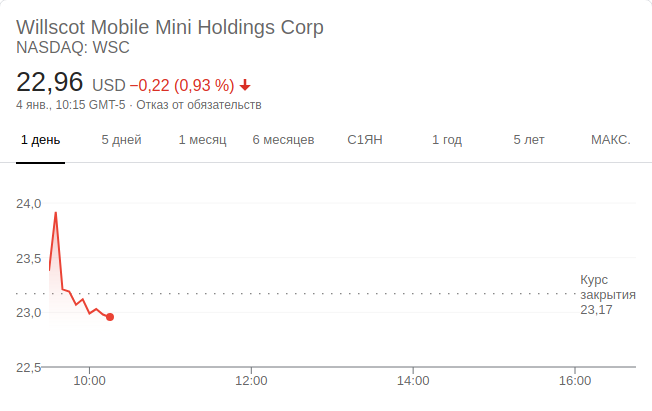 Willscot Mobile Mini Holdings Corp
NASDAQ: WSC
22,96 USD −0,22 (0,93 %)
4 янв., 10:15 GMT-5 · Отказ от обязательств
1 день 5 дней 1 месяц 6 месяцев С1ЯН 1 год 5 лет МАКС.
24,0
23,5
Курс
закрытия
23,17
23,0
22,5
10:00 12:00 14:00 16:00